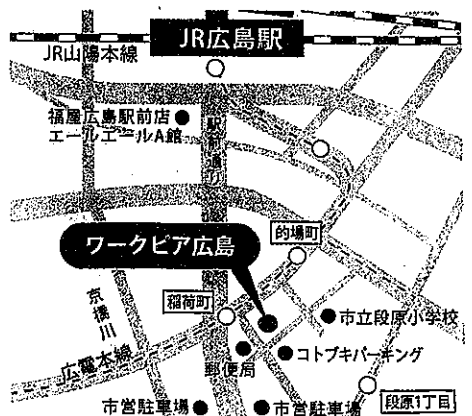 JR広島駅
JR山陽本線
福屋広島駅前店
エールエールA館
駅前通り
的場町
ワークピア広島
京橋川
稲荷町
市立段原小学校
広電本線
郵便局
コトブキパーキング
市営駐車場
市営駐車場
段原1丁目